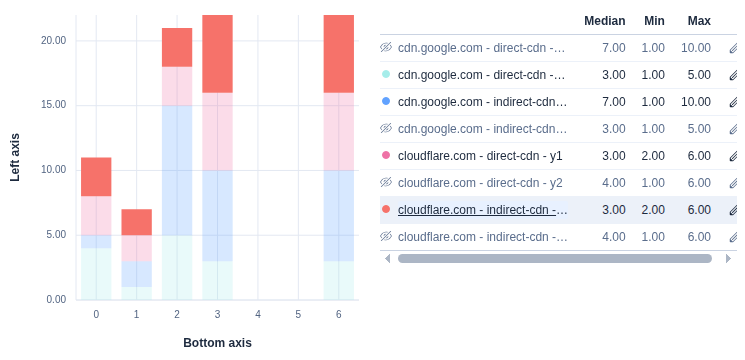 Median Min Max
20.00
15.00
10.00
5.00
0.00
Left axis
0 1 2 3 4 5 6
Bottom axis
cdn.google.com - direct-cdn -... 7.00 1.00 10.00
cdn.google.com - direct-cdn -... 3.00 1.00 5.00
cdn.google.com - indirect-cdn... 7.00 1.00 10.00
cdn.google.com - indirect-cdn... 3.00 1.00 5.00
cloudflare.com - direct-cdn - y1 3.00 2.00 6.00
cloudflare.com - direct-cdn - y2 4.00 1.00 6.00
cloudflare.com - indirect-cdn -... 3.00 2.00 6.00
cloudflare.com - indirect-cdn -... 4.00 1.00 6.00